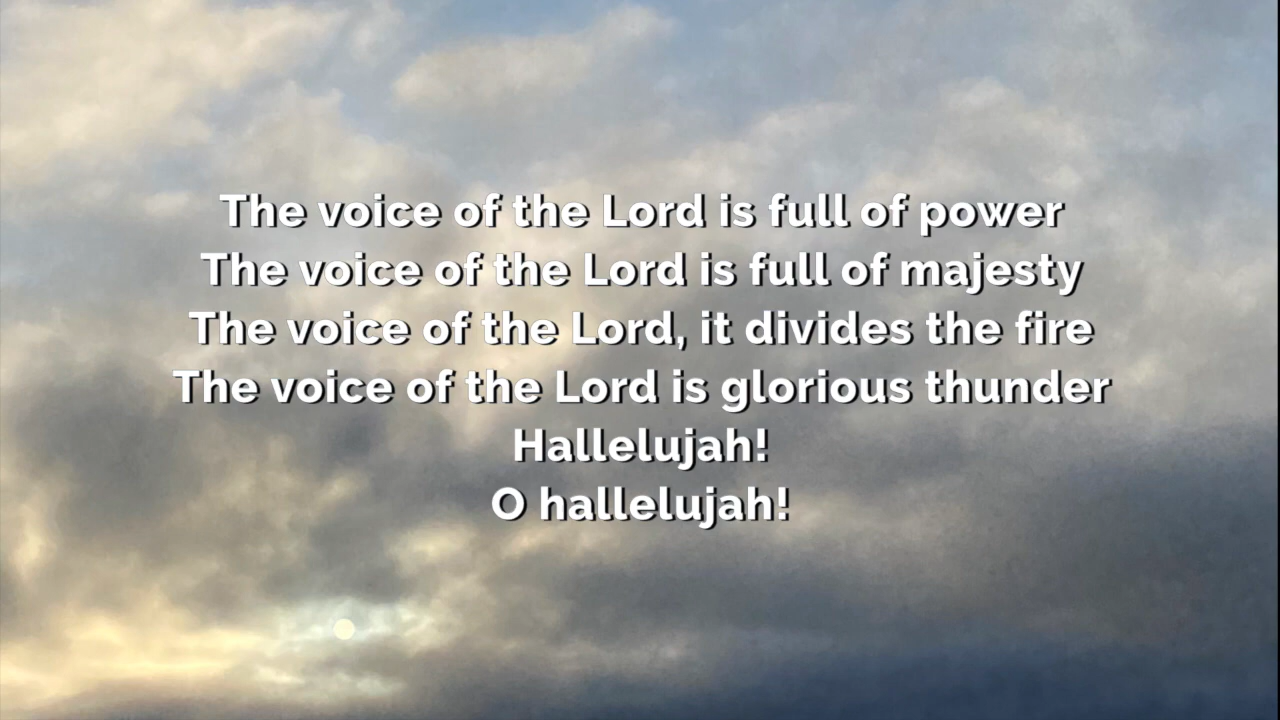 The voice of the Lord is full of power
The voice of the Lord is full of majesty
The voice of the Lord, it divides the fire
The voice of the Lord is glorious thunder
Hallelujah!
O hallelujah!